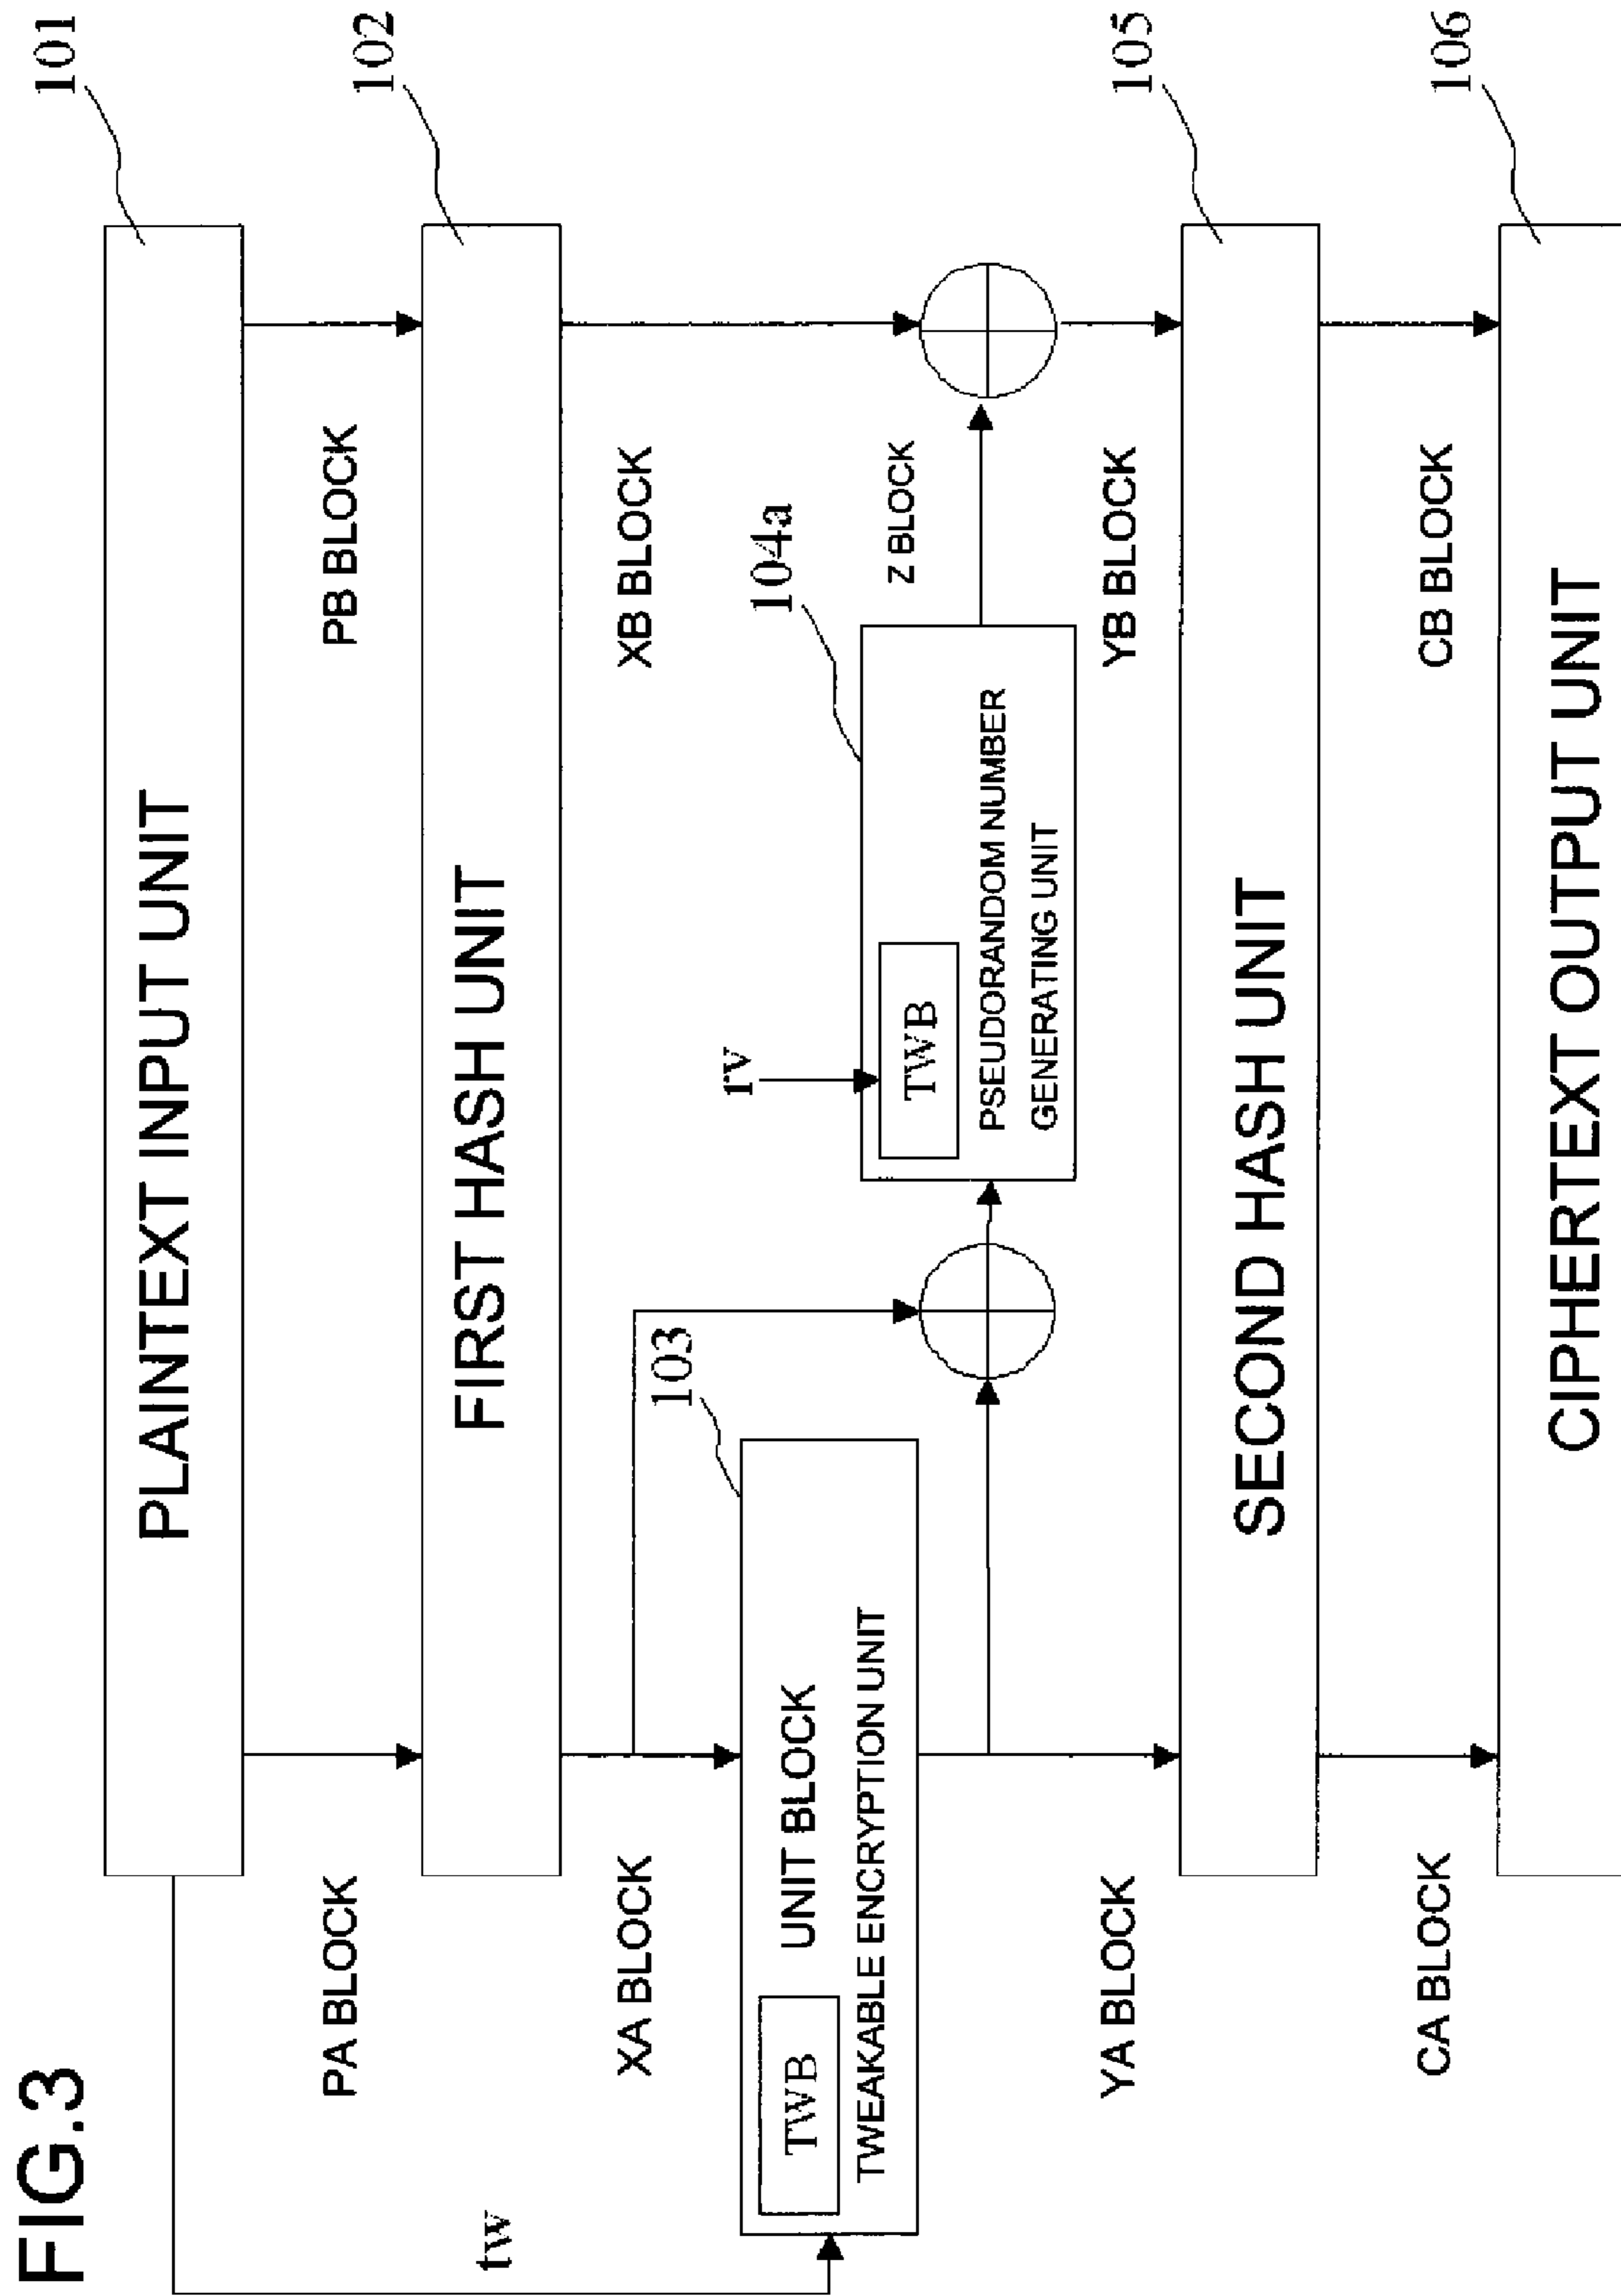 FIG.3
101
PLAINTEXT INPUT UNIT
PA BLOCK
PB BLOCK
102
FIRST HASH UNIT
tw
XA BLOCK
XB BLOCK
103
TWB
UNIT BLOCK
TWEAKABLE ENCRYPTION UNIT
rv
104a
TWB
PSEUDORANDOM NUMBER
GENERATING UNIT
Z BLOCK
YA BLOCK
YB BLOCK
105
SECOND HASH UNIT
CA BLOCK
CB BLOCK
106
CIPHERTEXT OUTPUT UNIT